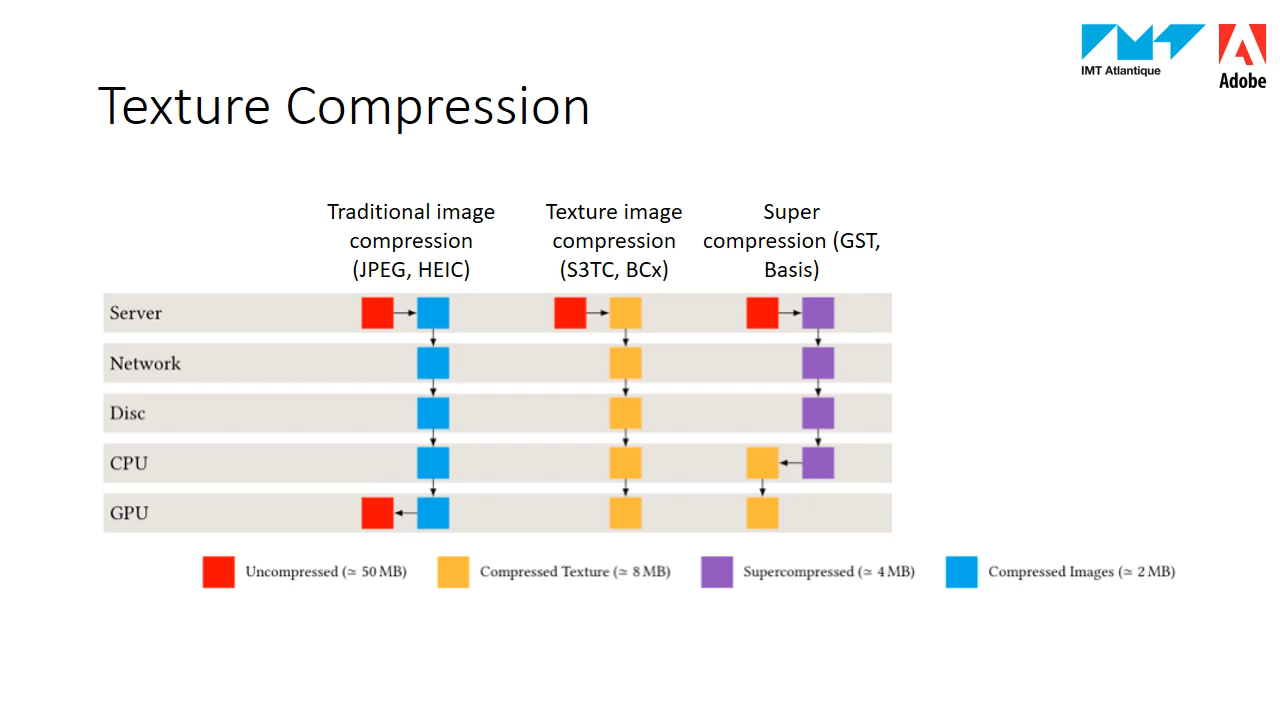 IMT Atlantique
Adobe
Texture Compression
Traditional image
compression
(JPEG, HEIC)
Texture image
compression
(S3TC, BCx)
Super
compression (GST,
Basis)
Server
Network
Disc
CPU
GPU
Uncompressed (≃ 50 MB)
Compressed Texture (≃ 8 MB)
Supercompressed (≃ 4 MB)
Compressed Images (≃ 2 MB)